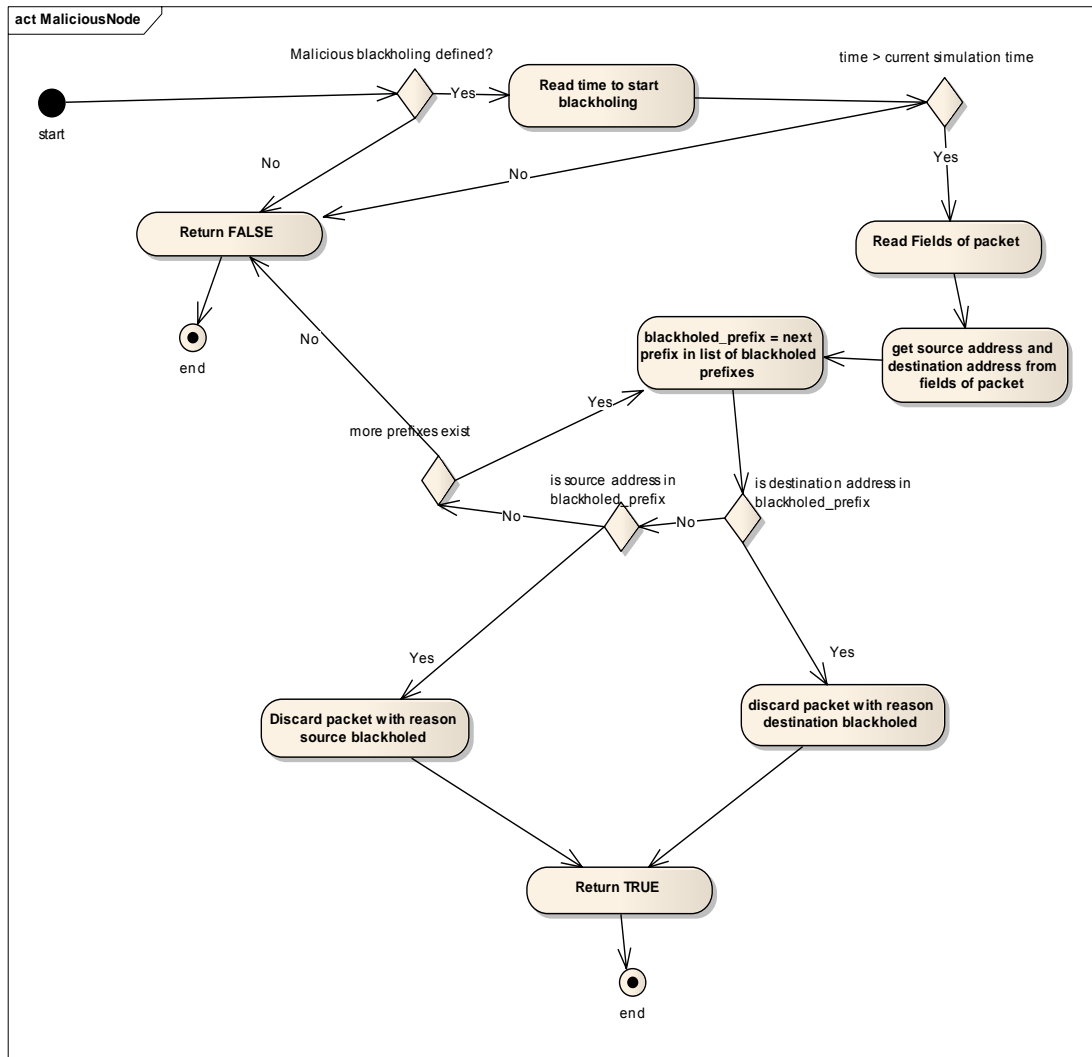 act MaliciousNode
Malicious blackholing defined?
time > current simulation time
Yes
Read time to start
blackholing
start
No
No
Yes
Return FALSE
Read Fields of packet
end
No
blackholed_prefix = next
prefix in list of blackholed
prefixes
get source address and
destination address from
fields of packet
Yes
more prefixes exist
is source address in
blackholed_prefix
is destination address in
blackholed_prefix
No
No
Yes
Yes
Discard packet with reason
source blackholed
discard packet with reason
destination blackholed
Return TRUE
end